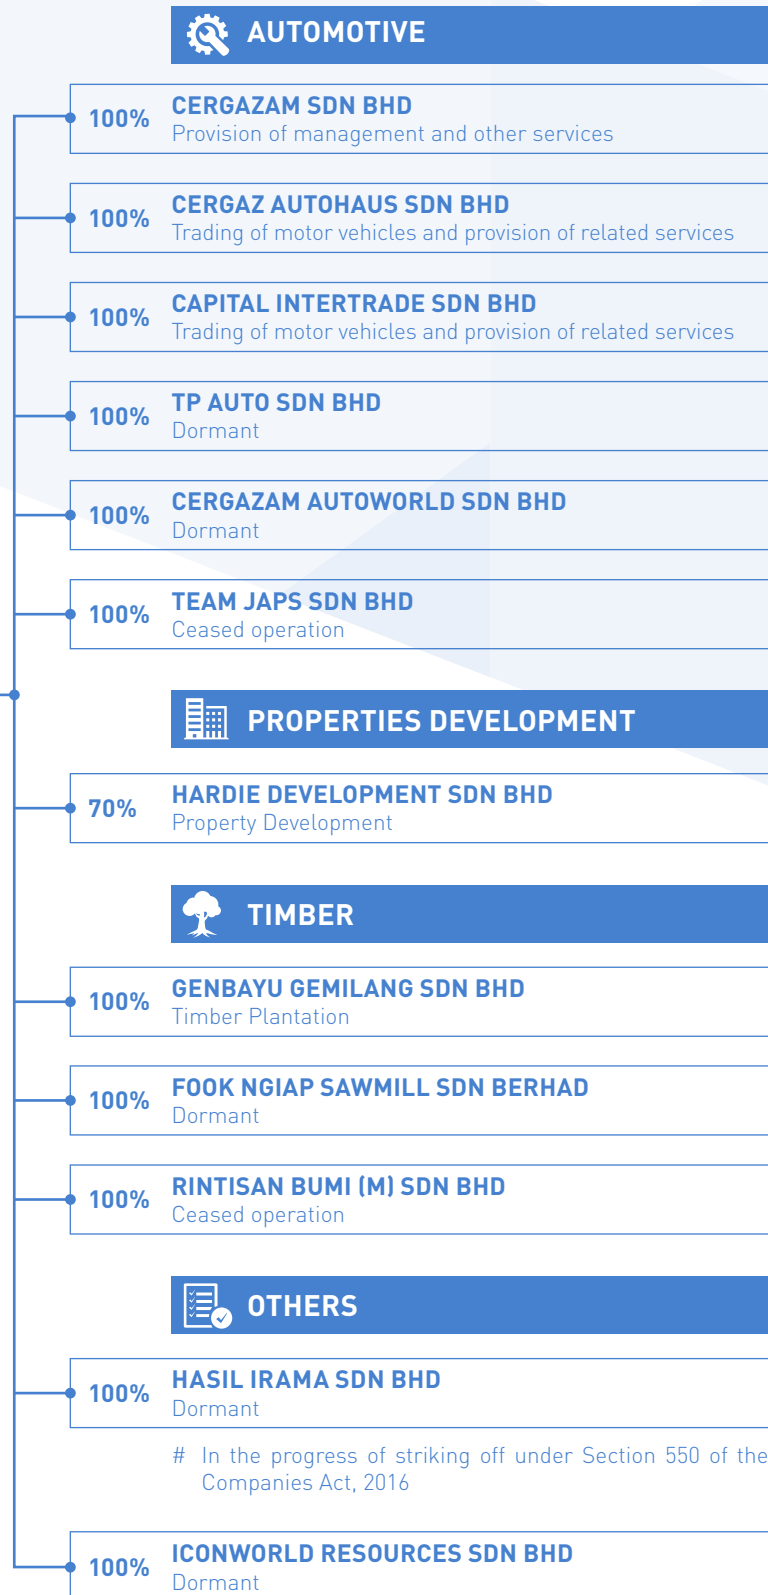 AUTOMOTIVE
100%
CERGAZAM SDN BHD
Provision of management and other services
100%
CERGAZ AUTOHAUS SDN BHD
Trading of motor vehicles and provision of related services
100%
CAPITAL INTERTRADE SDN BHD
Trading of motor vehicles and provision of related services
100%
TP AUTO SDN BHD
Dormant
100%
CERGAZAM AUTOWORLD SDN BHD
Dormant
100%
TEAM JAPS SDN BHD
Ceased operation
PROPERTIES DEVELOPMENT
70%
HARDIE DEVELOPMENT SDN BHD
Property Development
TIMBER
100%
GENBAYU GEMILANG SDN BHD
Timber Plantation
100%
FOOK NGIAP SAWMILL SDN BERHAD
Dormant
100%
RINTISAN BUMI (M) SDN BHD
Ceased operation
OTHERS
100%
HASIL IRAMA SDN BHD
Dormant
# In the progress of striking off under Section 550 of the
Companies Act, 2016
100%
ICONWORLD RESOURCES SDN BHD
Dormant